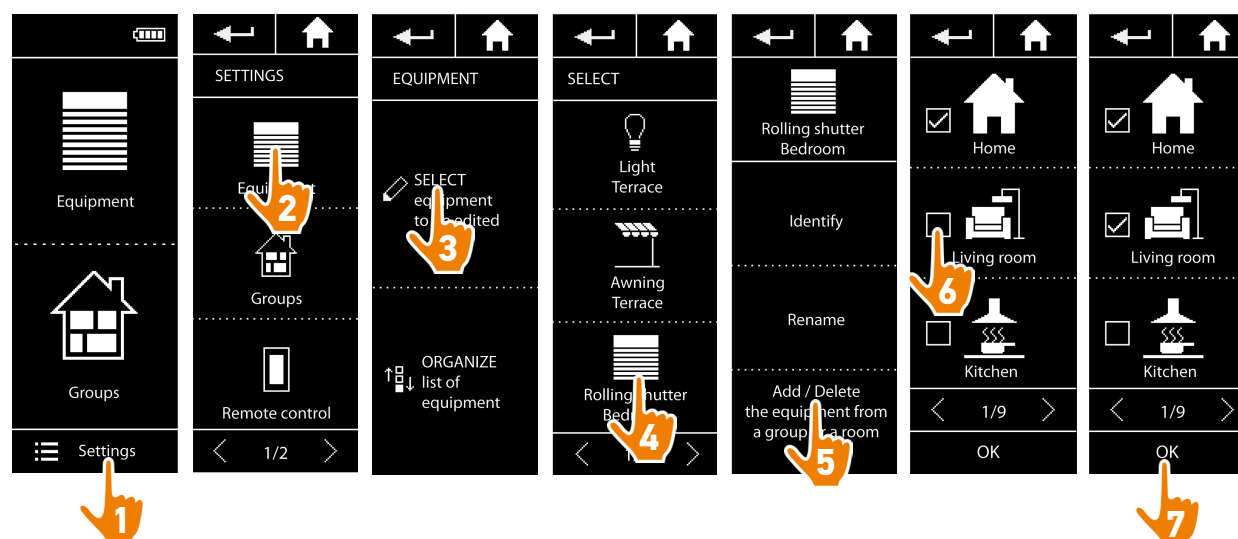 Equipment
Groups
Settings
1
SETTINGS
Equipment
2
Groups
Remote control
1/2
EQUIPMENT
SELECT
equipment
to be edited
3
ORGANIZE
list of
equipment
SELECT
Light
Terrace
Awning
Terrace
Rolling shutter
Bedroom
4
Rolling shutter
Bedroom
Identify
Rename
Add / Delete
the equipment from
a group or a room
5
Home
Living room
6
Kitchen
1/9
OK
Home
Living room
Kitchen
1/9
OK
7